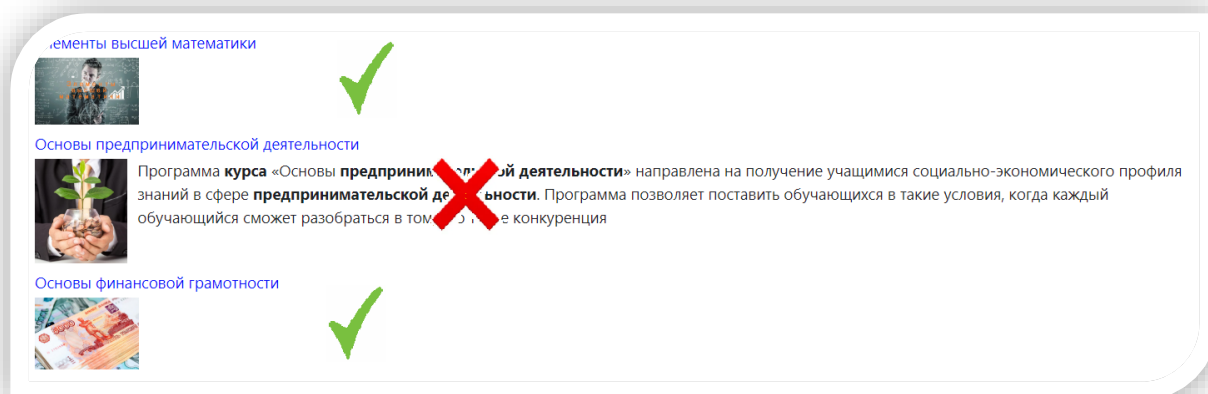 лементы высшей математики
Основы предпринимательской деятельности
Программа курса «Основы предприним ой деятельности» направлена на получение учащимися социально-экономического профиля
знаний в сфере предпринимательской де ьности. Программа позволяет поставить обучающихся в такие условия, когда каждый
обучающийся сможет разобраться в том е конкуренция
Основы финансовой грамотности